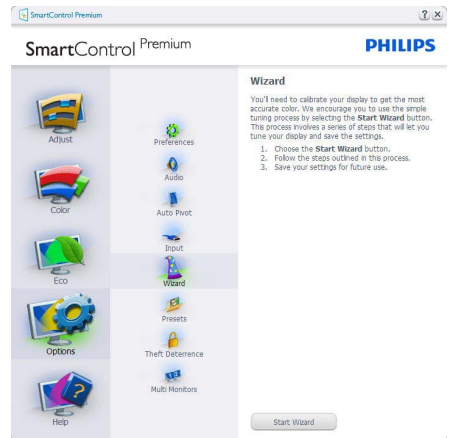 SmartControl Premium
SmartControl Premium
PHILIPS
Adjust
Color
Eco
Options
Help
Preferences
Audio
Auto Pivot
Input
Wizard
Presets
Theft Deterrence
Multi Monitors
Wizard
You'll need to calibrate your display to get the most
accurate color. We encourage you to use the simple
tuning process by selecting the Start Wizard button.
This process involves a series of steps that will let you
tune your display and save the settings.
1. Choose the Start Wizard button.
2. Follow the steps outlined in this process.
3. Save your settings for future use.
Start Wizard